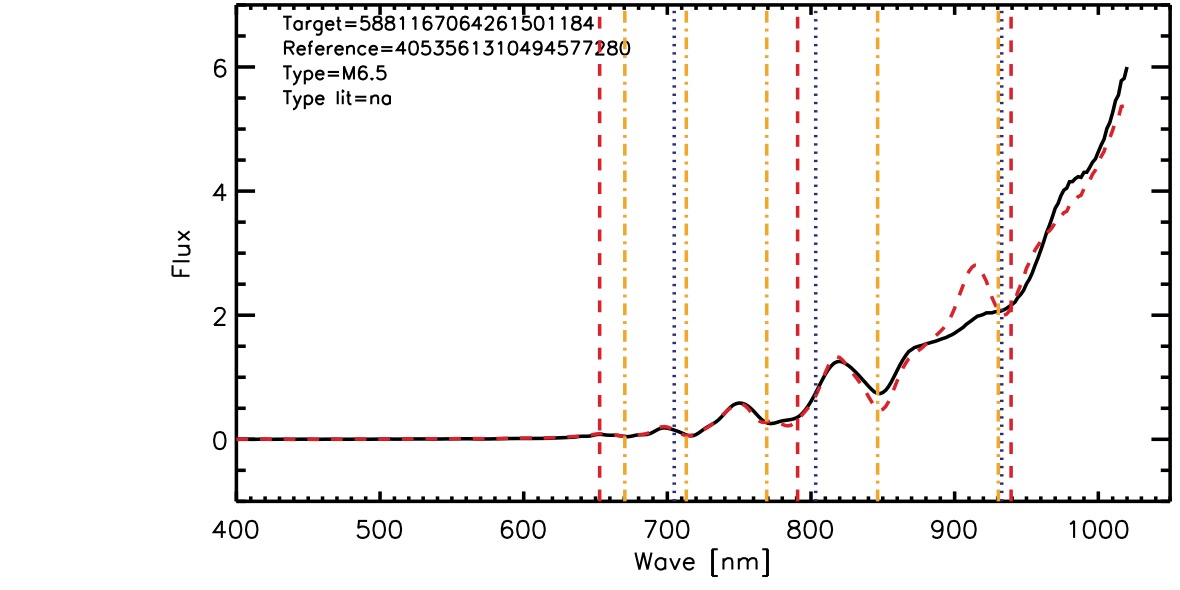 Target=5881167064261501184
Reference=4053561310494577280
Type=M6.5
Type lit=na
Flux
6
4
2
0
400 500 600 700 800 900 1000
Wave [nm]